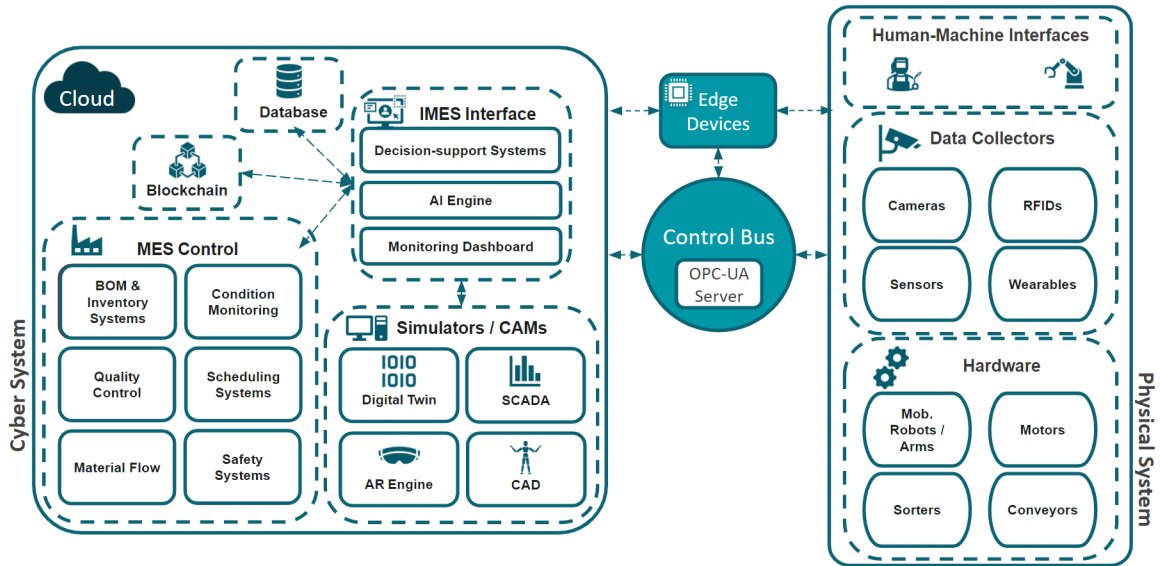 Cloud
Database
Blockchain
IMES Interface
Decision-support Systems
AI Engine
Monitoring Dashboard
MES Control
BOM &
Inventory
Systems
Condition
Monitoring
Quality
Control
Scheduling
Systems
Material Flow
Safety
Systems
Simulators / CAMs
1010
1010
Digital Twin
SCADA
AR Engine
CAD
Cyber System
Edge
Devices
Control Bus
OPC-UA
Server
Human-Machine Interfaces
Data Collectors
Cameras
RFIDs
Sensors
Wearables
Hardware
Mob.
Robots /
Arms
Motors
Sorters
Conveyors
Physical System